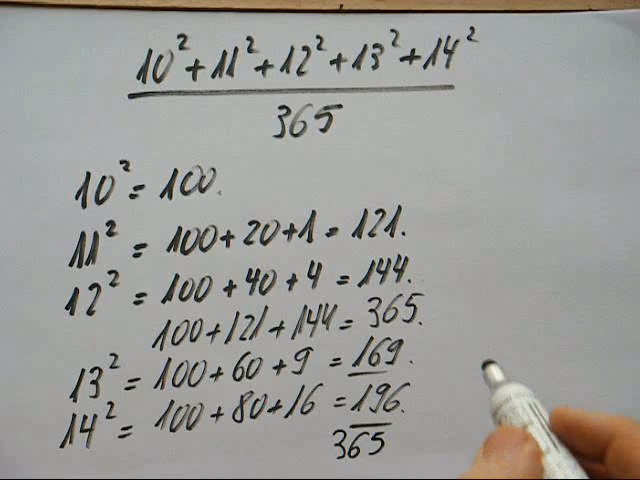 10²+11²+12²+13²+14²
365
10² = 100.
11² = 100+20+1 = 121.
12² = 100+40+4 = 144.
100+121+144 = 365.
13² = 100+60+9 = 169.
14² = 100+80+16 = 196.
365